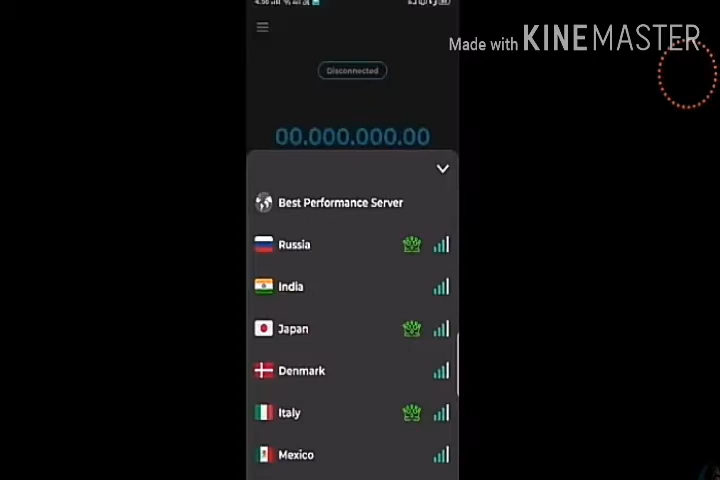 Made with KINEMASTER
Disconnected
00.000.000.00
Best Performance Server
Russia
India
Japan
Denmark
Italy
Mexico